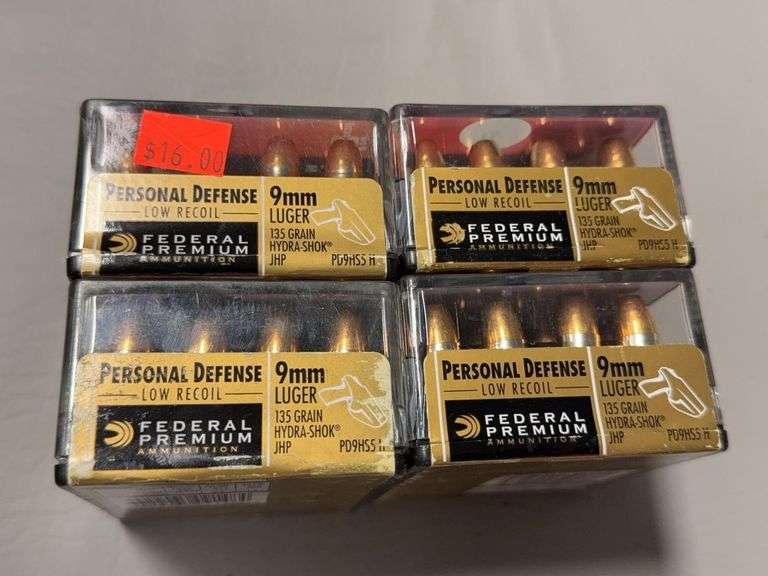 $16.00
PERSONAL DEFENSE
LOW RECOIL
FEDERAL
PREMIUM
AMMUNITION
9mm
LUGER
135 GRAIN
HYDRA-SHOK®
JHP PD9HS5 H
PERSONAL DEFENSE
LOW RECOIL
FEDERAL
PREMIUM
AMMUNITION
9mm
LUGER
135 GRAIN
HYDRA-SHOK®
JHP PD9HS5 H
PERSONAL DEFENSE
LOW RECOIL
FEDERAL
PREMIUM
AMMUNITION
9mm
LUGER
135 GRAIN
HYDRA-SHOK®
JHP PD9HS5 H
PERSONAL DEFENSE
LOW RECOIL
FEDERAL
PREMIUM
AMMUNITION
9mm
LUGER
135 GRAIN
HYDRA-SHOK®
JHP PD9HS5 H